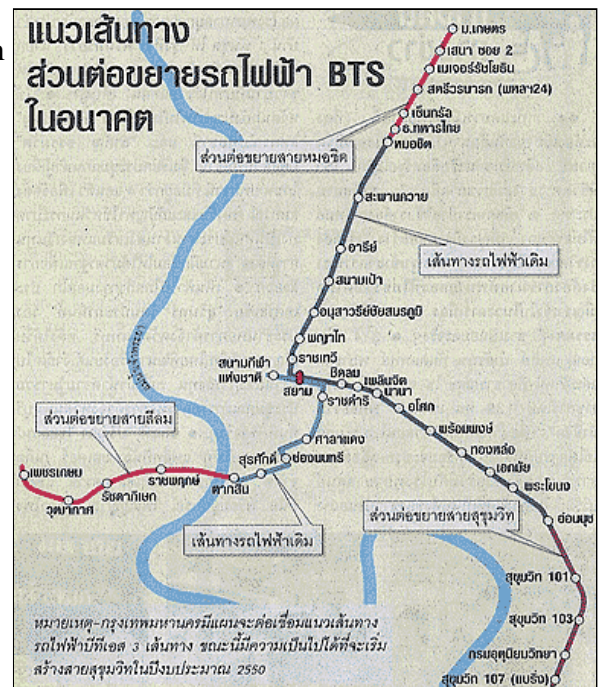 แนวเส้นทาง
ส่วนต่อขยายรถไฟฟ้า BTS
ในอนาคต
ม.เกษตร
เสนา ซอย 2
เมเจอร์รัชโยธิน
สตรีวรนารถ (พหลฯ24)
เซ็นทรัล
ธ.ทหารไทย
หมอชิต
ส่วนต่อขยายสายหมอชิต
สะพานควาย
อารีย์
เส้นทางรถไฟฟ้าเดิม
สนามเป้า
อนุสาวรีย์ชัยสมรภูมิ
พญาไท
ราชเทวี
สนามกีฬา
แห่งชาติ
สยาม
ชิดลม
เพลินจิต
นานา
ราชดำริ
อโศก
ส่วนต่อขยายสายสีลม
พร้อมพงษ์
ศาลาแดง
ช่องนนทรี
สุรศักดิ์
ทองหล่อ
เอกมัย
เพชรเกษม
วุฒากาศ
รัชดาภิเษก
ราชพฤกษ์
ตากสิน
พระโขนง
ส่วนต่อขยายสายสุขุมวิท
อ่อนนุช
เส้นทางรถไฟฟ้าเดิม
สุขุมวิท 101
สุขุมวิท 103
กรมอุตุนิยมวิทยา
สุขุมวิท 107 (แบริ่ง)
หมายเหตุ-กรุงเทพมหานครมีแผนจะต่อเชื่อมแนวเส้นทาง
รถไฟฟ้าบีทีเอส 3 เส้นทาง ขณะนี้มีความเป็นไปได้ที่จะเริ่ม
สร้างสายสุขุมวิทในปีงบประมาณ 2550